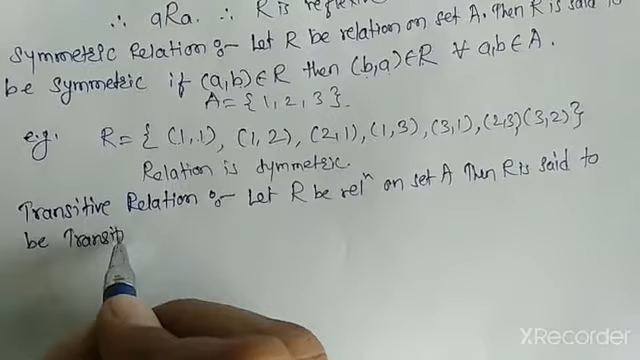 ∴ aRa. ∴ R is reflexive
Symmetric Relation :- Let R be relation on set A. Then R is said to
be symmetric if (a,b)∈R then (b,a)∈R ∀ a,b∈A.
A = {1, 2, 3}.
e.g. R = { (1,1), (1,2), (2,1), (1,3), (3,1), (2,3) (3,2)}
Relation is symmetric.
Transitive Relation :- Let R be relⁿ on set A Then R is said to
be Transit
XRecorder